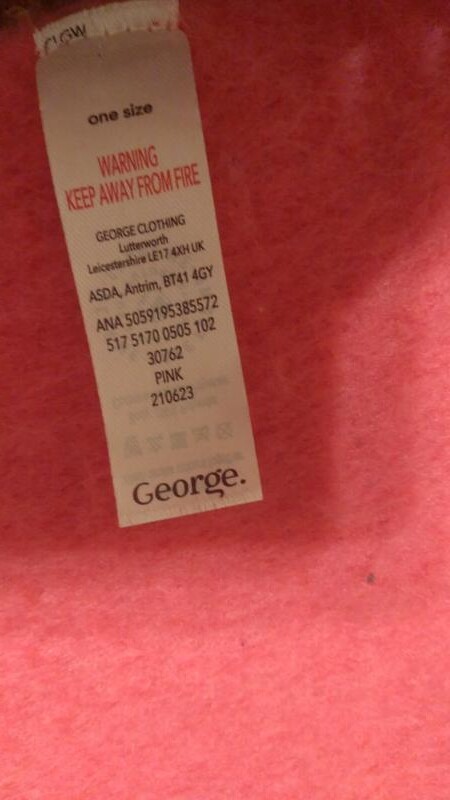 CLGW
one size
WARNING
KEEP AWAY FROM FIRE
GEORGE CLOTHING
Lutterworth
Leicestershire LE17 4XH UK
ASDA, Antrim, BT41 4GY
ANA 5059195385572
517 5170 0505 102
30762
PINK
210623
George.